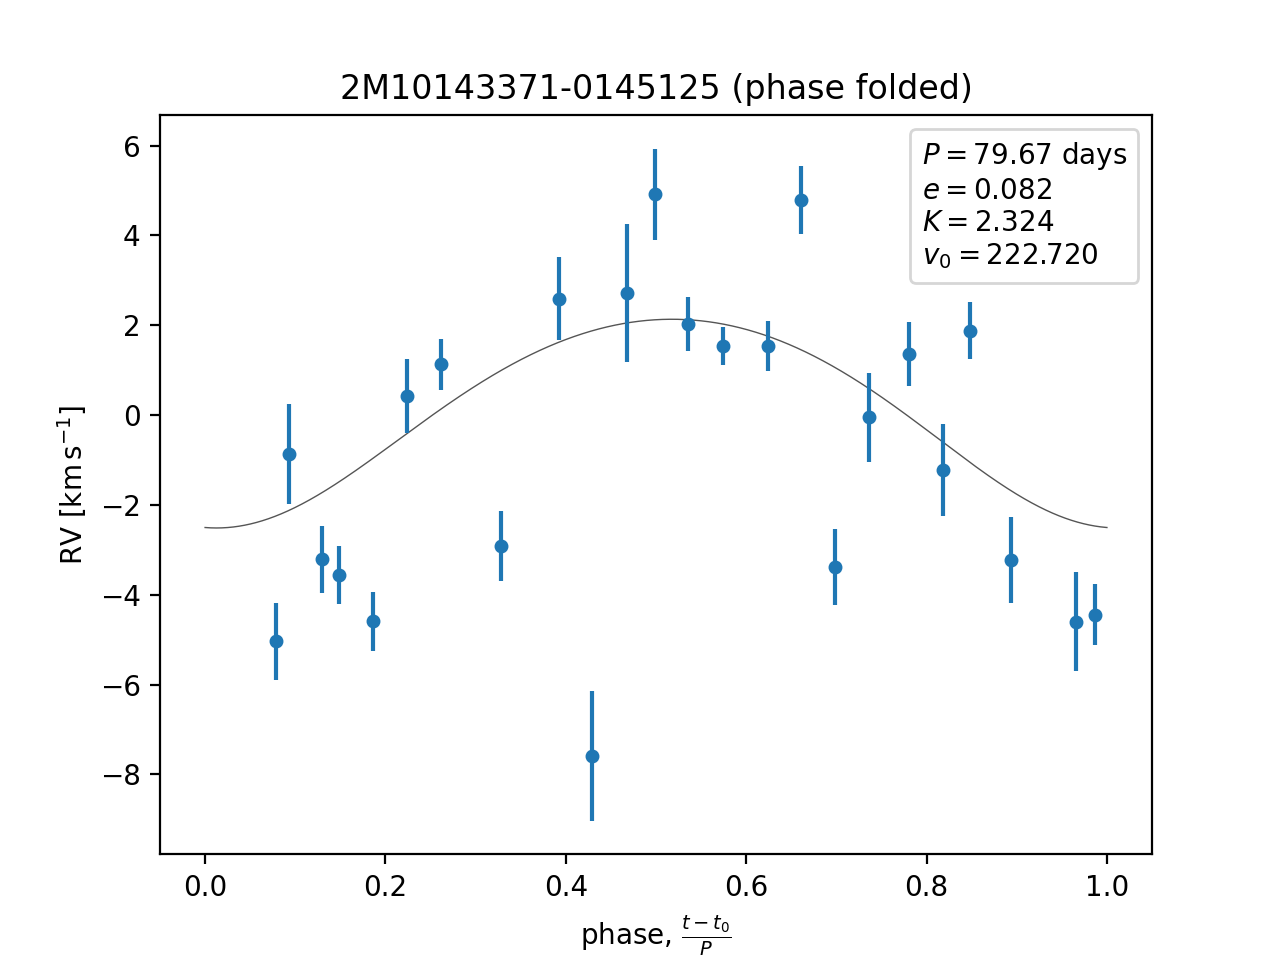 2M10143371-0145125 (phase folded)
P = 79.67 days
e = 0.082
K = 2.324
v₀ = 222.720
RV [km s⁻¹]
6
4
2
0
−2
−4
−6
−8
0.0 0.2 0.4 0.6 0.8 1.0
phase, (t − t₀)/P